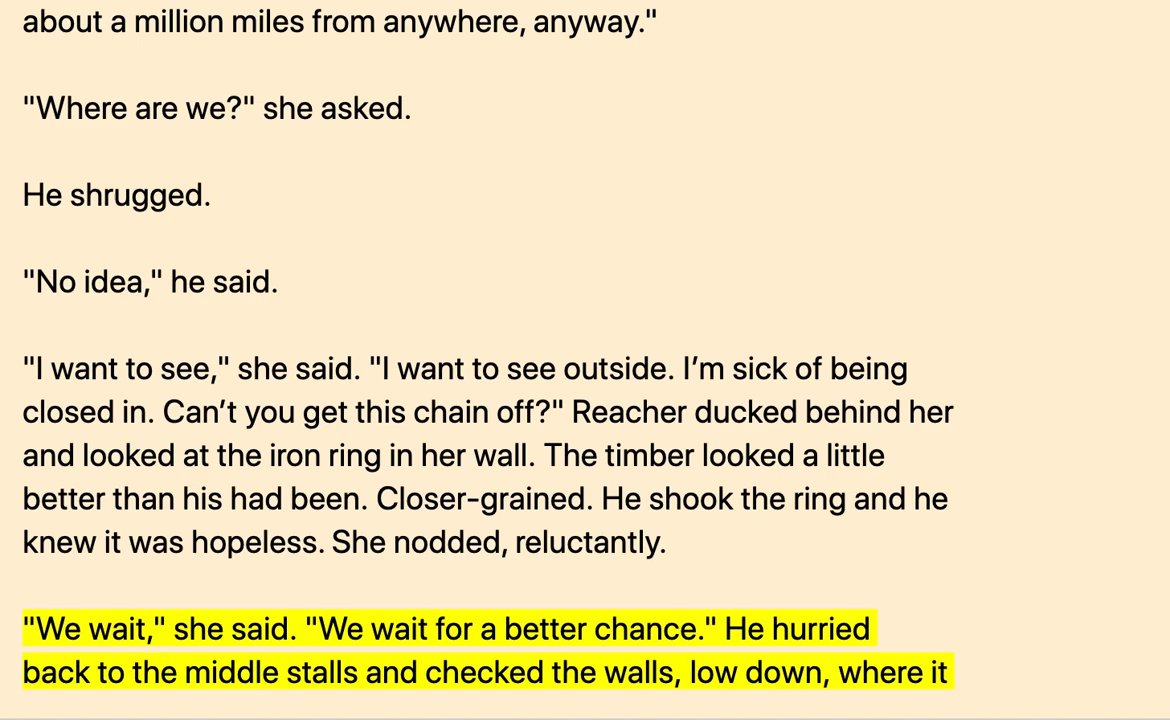 about a million miles from anywhere, anyway."
"Where are we?" she asked.
He shrugged.
"No idea," he said.
"I want to see," she said. "I want to see outside. I’m sick of being
closed in. Can’t you get this chain off?" Reacher ducked behind her
and looked at the iron ring in her wall. The timber looked a little
better than his had been. Closer-grained. He shook the ring and he
knew it was hopeless. She nodded, reluctantly.
"We wait," she said. "We wait for a better chance." He hurried
back to the middle stalls and checked the walls, low down, where it